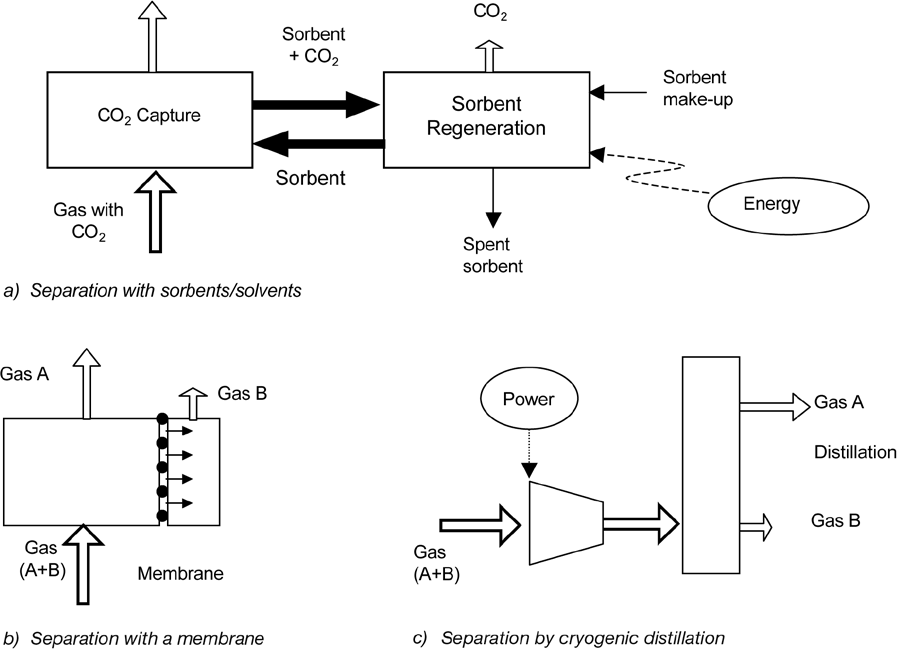 CO₂
Sorbent
+ CO₂
CO₂ Capture
Sorbent
Regeneration
Sorbent
make-up
Sorbent
Gas with
CO₂
Energy
Spent
sorbent
a) Separation with sorbents/solvents
Gas A
Gas B
Power
Gas A
Distillation
Gas B
Gas
(A+B)
Membrane
Gas
(A+B)
b) Separation with a membrane
c) Separation by cryogenic distillation